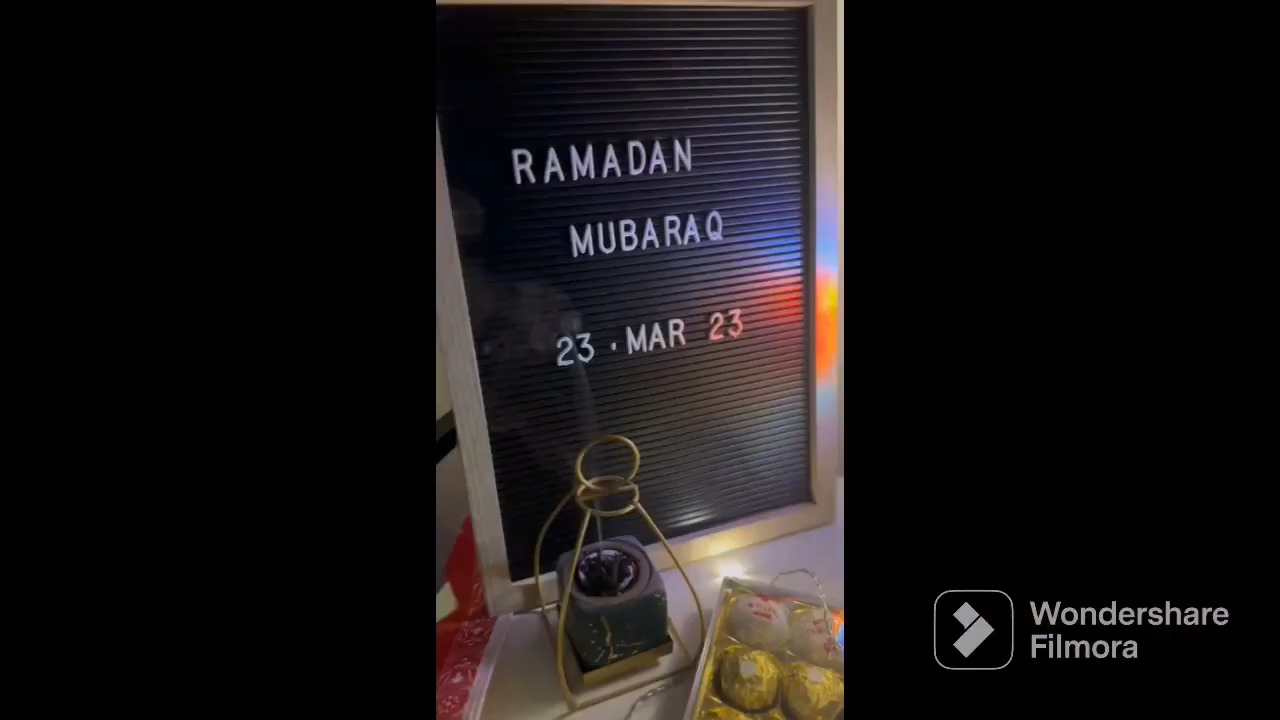 RAMADAN
MUBARAQ
23 . MAR 23
Wondershare
Filmora